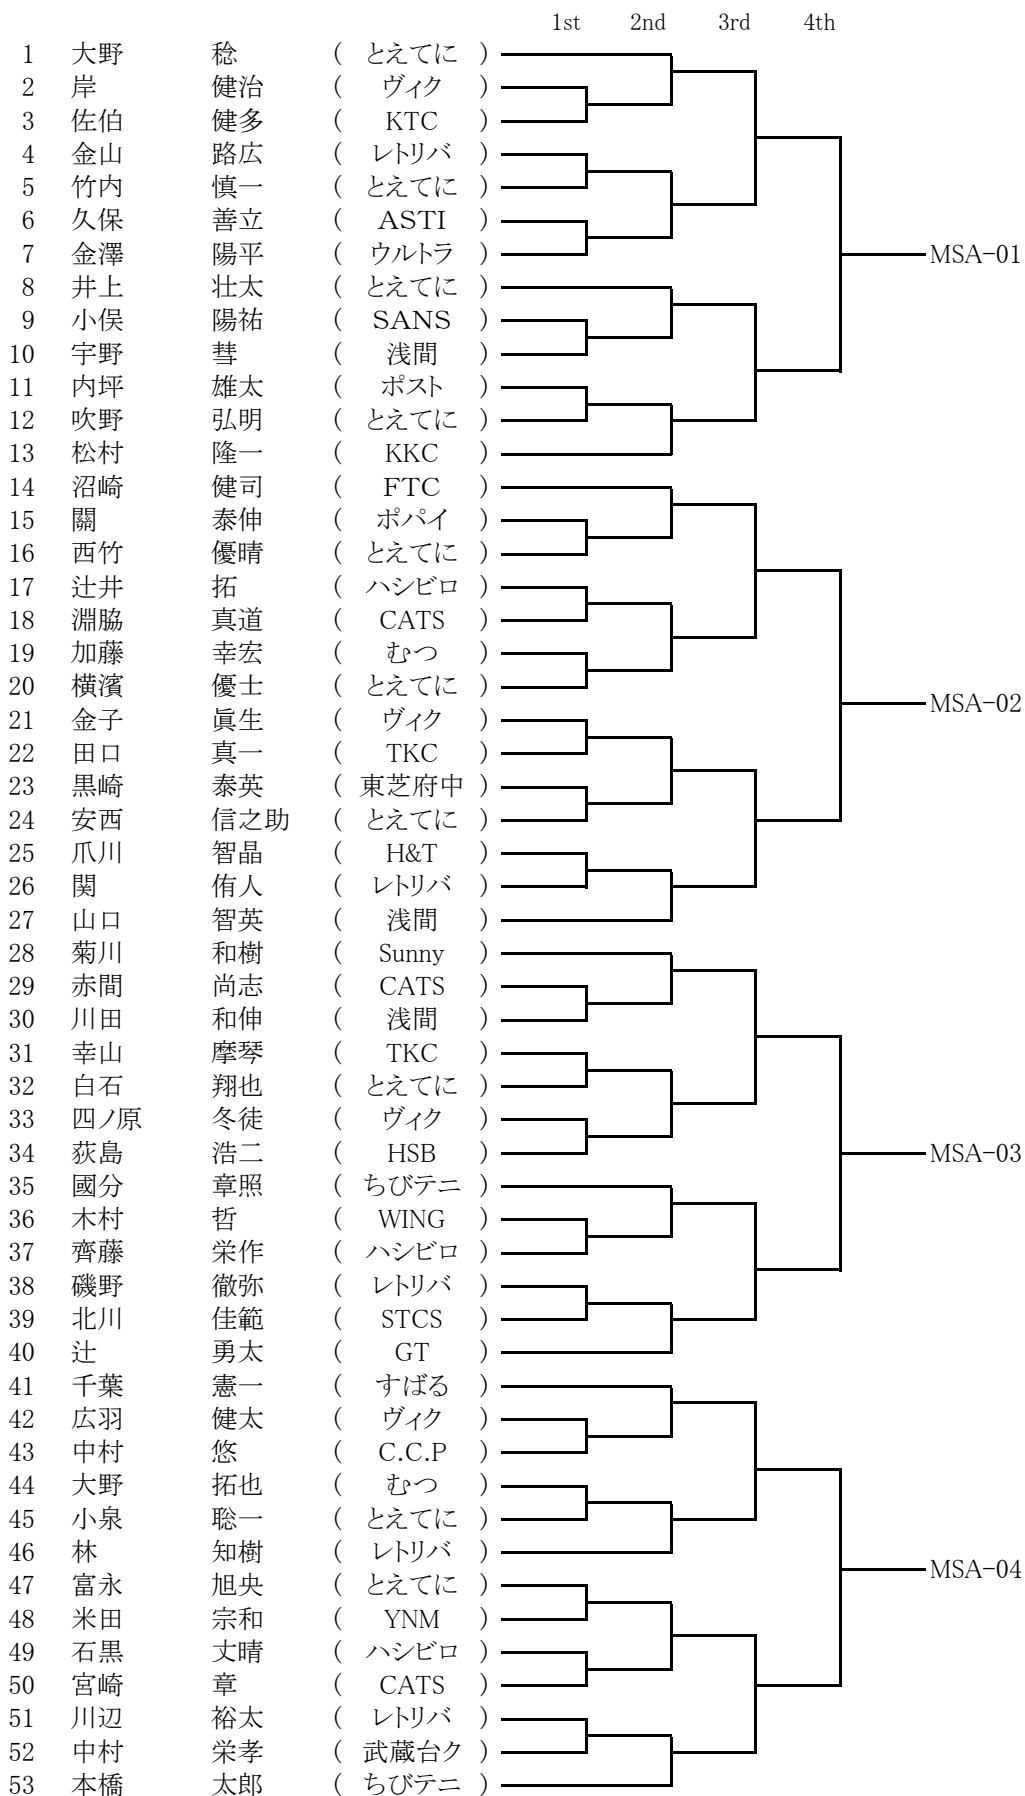 1st 2nd 3rd 4th
1 大野 稔 ( とえてに )
2 岸 健治 ( ヴィク )
3 佐伯 健多 ( KTC )
4 金山 路広 ( レトリバ )
5 竹内 慎一 ( とえてに )
6 久保 善立 ( ASTI )
7 金澤 陽平 ( ウルトラ )
MSA-01
8 井上 壮太 ( とえてに )
9 小俣 陽祐 ( SANS )
10 宇野 彗 ( 浅間 )
11 内坪 雄太 ( ポスト )
12 吹野 弘明 ( とえてに )
13 松村 隆一 ( KKC )
14 沼崎 健司 ( FTC )
15 關 泰伸 ( ポパイ )
16 西竹 優晴 ( とえてに )
17 辻井 拓 ( ハシビロ )
18 淵脇 真道 ( CATS )
19 加藤 幸宏 ( むつ )
20 横濱 優士 ( とえてに )
MSA-02
21 金子 眞生 ( ヴィク )
22 田口 真一 ( TKC )
23 黒崎 泰英 ( 東芝府中 )
24 安西 信之助 ( とえてに )
25 爪川 智晶 ( H&T )
26 関 侑人 ( レトリバ )
27 山口 智英 ( 浅間 )
28 菊川 和樹 ( Sunny )
29 赤間 尚志 ( CATS )
30 川田 和伸 ( 浅間 )
31 幸山 摩琴 ( TKC )
32 白石 翔也 ( とえてに )
33 四ノ原 冬徒 ( ヴィク )
34 荻島 浩二 ( HSB )
MSA-03
35 國分 章照 ( ちびテニ )
36 木村 哲 ( WING )
37 齊藤 栄作 ( ハシビロ )
38 磯野 徹弥 ( レトリバ )
39 北川 佳範 ( STCS )
40 辻 勇太 ( GT )
41 千葉 憲一 ( すばる )
42 広羽 健太 ( ヴィク )
43 中村 悠 ( C.C.P )
44 大野 拓也 ( むつ )
45 小泉 聡一 ( とえてに )
46 林 知樹 ( レトリバ )
MSA-04
47 富永 旭央 ( とえてに )
48 米田 宗和 ( YNM )
49 石黒 丈晴 ( ハシビロ )
50 宮崎 章 ( CATS )
51 川辺 裕太 ( レトリバ )
52 中村 栄孝 ( 武蔵台ク )
53 本橋 太郎 ( ちびテニ )